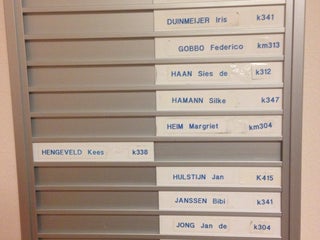 DUINMEIJER Iris k341
GOBBO Federico km313
HAAN Sies de k312
HAMANN Silke k347
HEIM Margriet km304
HENGEVELD Kees k338
HULSTIJN Jan K415
JANSSEN Bibi k341
JONG Jan de k304